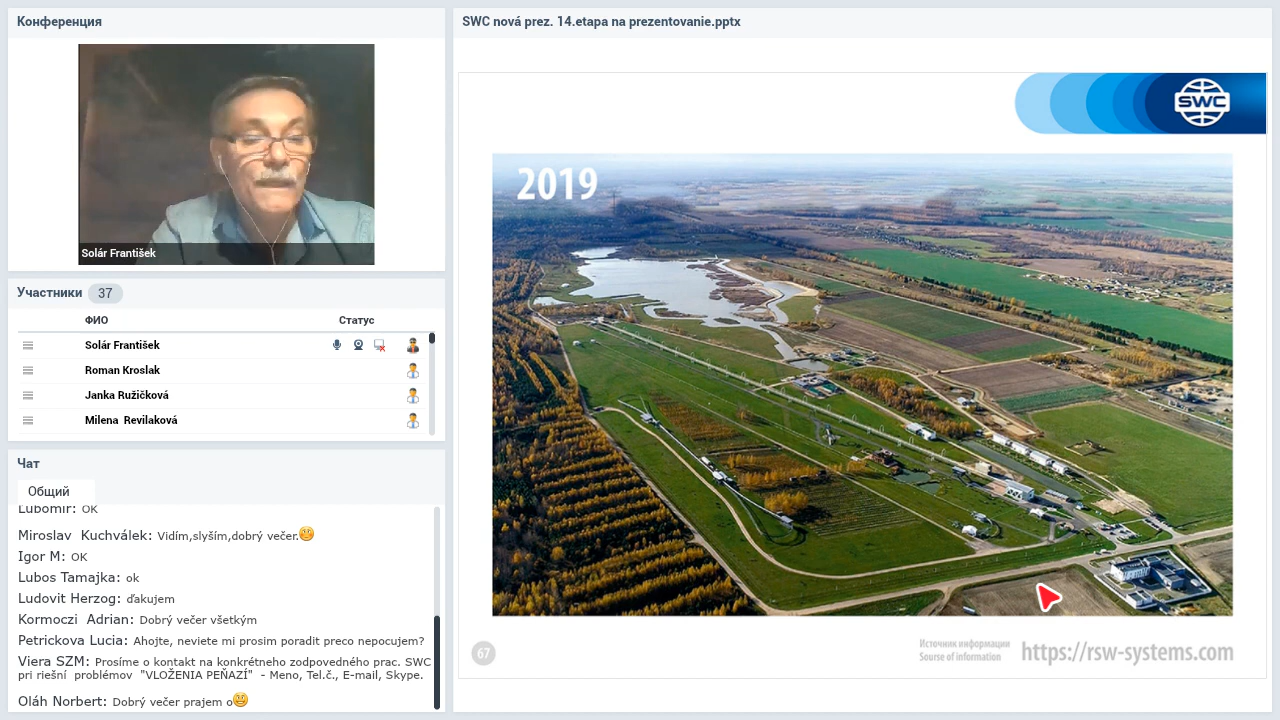 Конференция
Solár František
Участники 37
ФИО Статус
Solár František
Roman Kroslak
Janka Ružičková
Milena Revilaková
Чат
Общий
Lubomir: OK
Miroslav Kuchválek: Vidím,slyším,dobrý večer.
Igor M: OK
Lubos Tamajka: ok
Ludovit Herzog: ďakujem
Kormoczi Adrian: Dobrý večer všetkým
Petrickova Lucia: Ahojte, neviete mi prosim poradit preco nepocujem?
Viera SZM: Prosíme o kontakt na konkrétneho zodpovedného prac. SWC
pri riešní problémov "VLOŽENIA PEŇAZÍ" - Meno, Tel.č., E-mail, Skype.
Oláh Norbert: Dobrý večer prajem o
SWC nová prez. 14.etapa na prezentovanie.pptx
SWC
2019
67
Источник информации
Sourse of information
https://rsw-systems.com